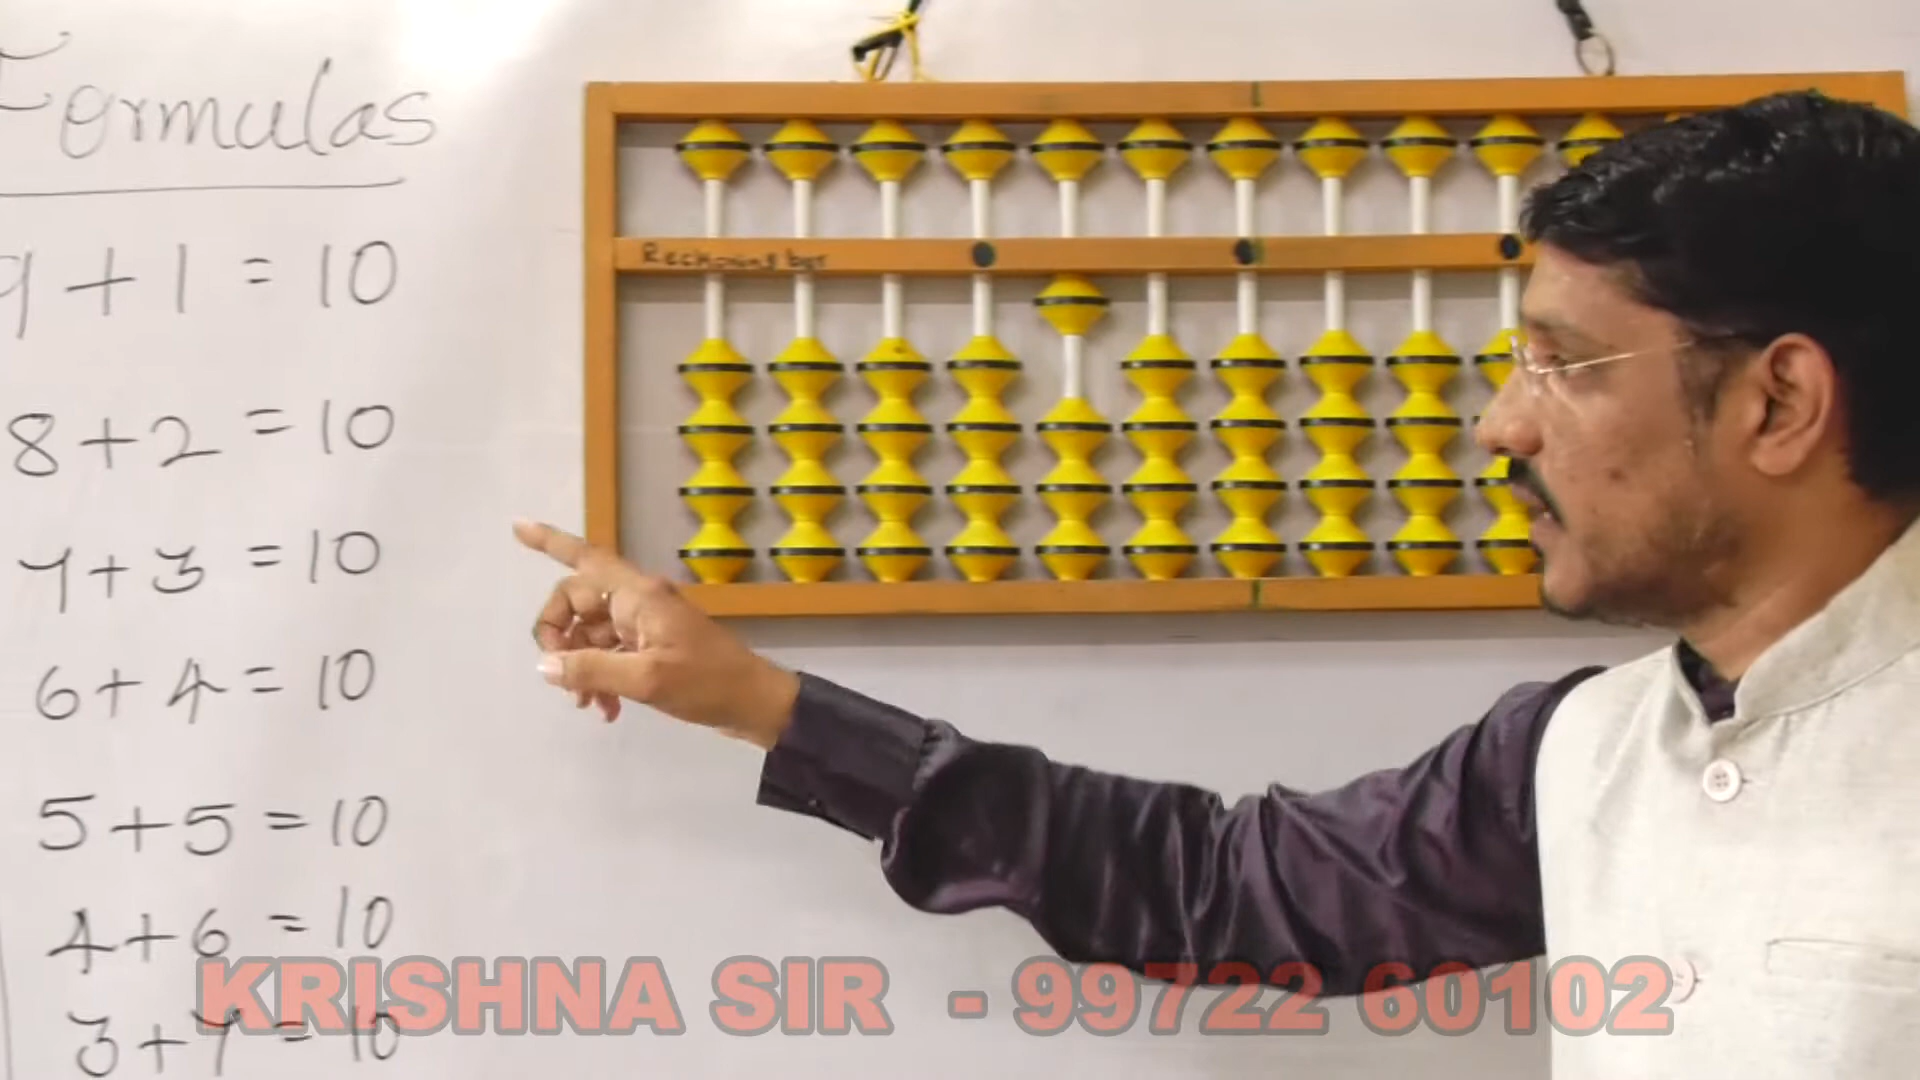 Formulas
9+1 = 10
8+2 = 10
7+3 = 10
6+4 = 10
5+5 = 10
4+6 = 10
3+7 = 10
Reckoning bar
KRISHNA SIR - 99722 60102